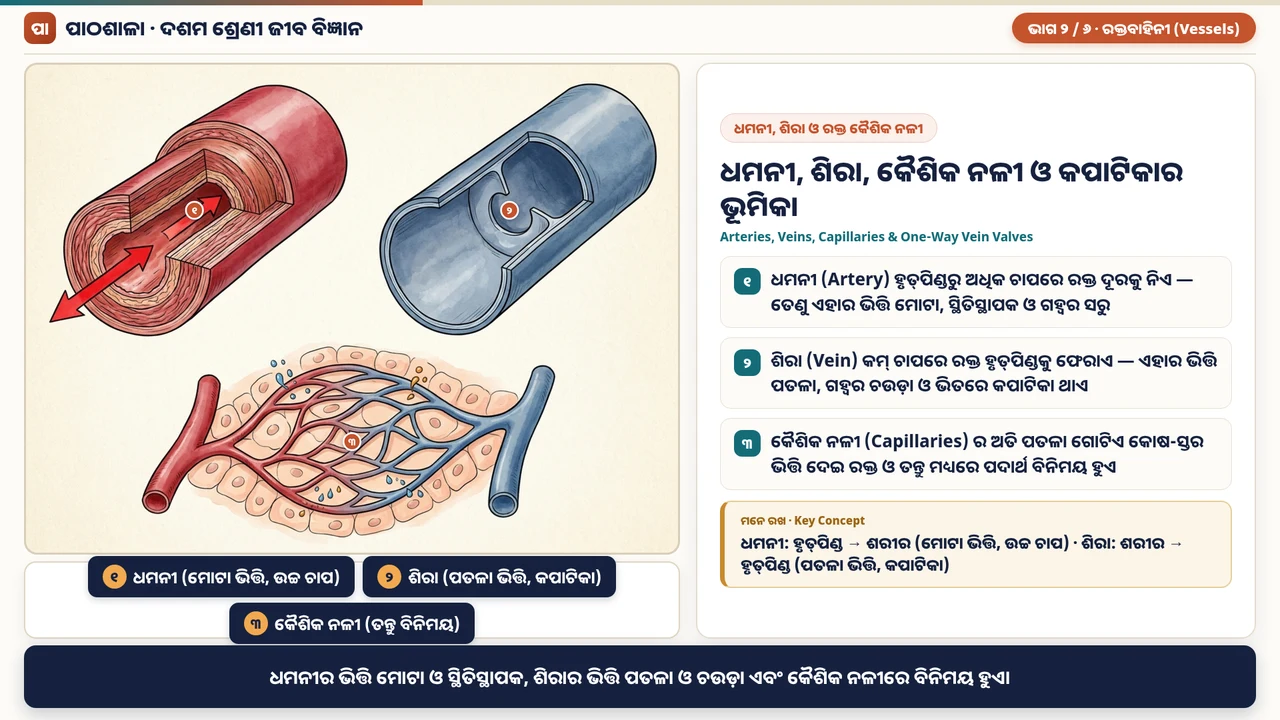 ପା ପାଠଶାଳା · ଦଶମ ଶ୍ରେଣୀ ଜୀବ ବିଜ୍ଞାନ
ଭାଗ ୨ / ୬ · ରକ୍ତବାହିନୀ (Vessels)
୧
୨
୩
୧ ଧମନୀ (ମୋଟା ଭିତ୍ତି, ଉଚ୍ଚ ଚାପ)
୨ ଶିରା (ପତଳା ଭିତ୍ତି, କପାଟିକା)
୩ କୈଶିକ ନଳୀ (ତନ୍ତୁ ବିନିମୟ)
ଧମନୀ, ଶିରା ଓ ରକ୍ତ କୈଶିକ ନଳୀ
ଧମନୀ, ଶିରା, କୈଶିକ ନଳୀ ଓ କପାଟିକାର
ଭୂମିକା
Arteries, Veins, Capillaries & One-Way Vein Valves
୧ ଧମନୀ (Artery) ହୃତ୍‌ପିଣ୍ଡରୁ ଅଧିକ ଚାପରେ ରକ୍ତ ଦୂରକୁ ନିଏ —
ତେଣୁ ଏହାର ଭିତ୍ତି ମୋଟା, ସ୍ଥିତିସ୍ଥାପକ ଓ ଗହ୍ୱର ସରୁ
୨ ଶିରା (Vein) କମ୍ ଚାପରେ ରକ୍ତ ହୃତ୍‌ପିଣ୍ଡକୁ ଫେରାଏ — ଏହାର ଭିତ୍ତି
ପତଳା, ଗହ୍ୱର ଚଉଡ଼ା ଓ ଭିତରେ କପାଟିକା ଥାଏ
୩ କୈଶିକ ନଳୀ (Capillaries) ର ଅତି ପତଳା ଗୋଟିଏ କୋଷ-ସ୍ତର
ଭିତ୍ତି ଦେଇ ରକ୍ତ ଓ ତନ୍ତୁ ମଧ୍ୟରେ ପଦାର୍ଥ ବିନିମୟ ହୁଏ
ମନେ ରଖ · Key Concept
ଧମନୀ: ହୃତ୍‌ପିଣ୍ଡ → ଶରୀର (ମୋଟା ଭିତ୍ତି, ଉଚ୍ଚ ଚାପ) · ଶିରା: ଶରୀର →
ହୃତ୍‌ପିଣ୍ଡ (ପତଳା ଭିତ୍ତି, କପାଟିକା)
ଧମନୀର ଭିତ୍ତି ମୋଟା ଓ ସ୍ଥିତିସ୍ଥାପକ, ଶିରାର ଭିତ୍ତି ପତଳା ଓ ଚଉଡ଼ା ଏବଂ କୈଶିକ ନଳୀରେ ବିନିମୟ ହୁଏ।